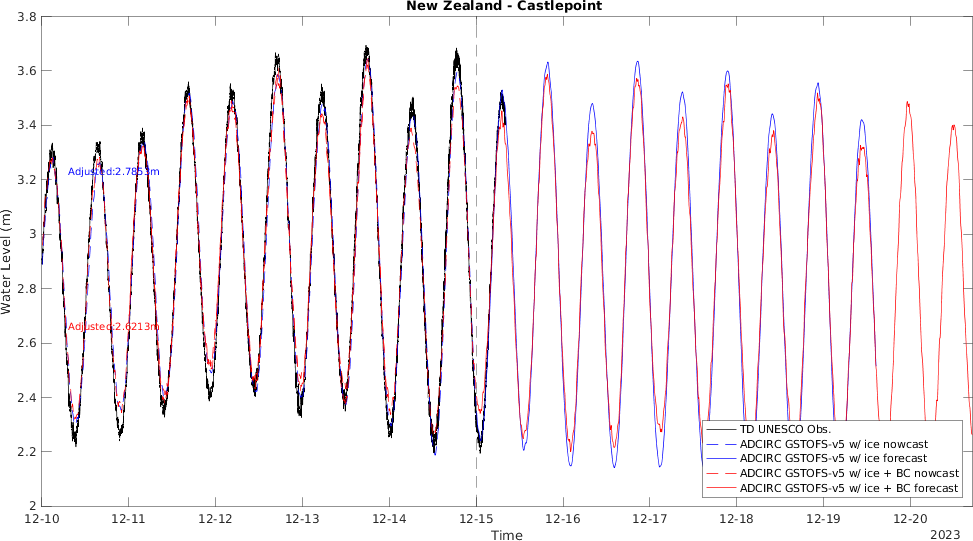 New Zealand - Castlepoint
3.8
3.6
3.4
3.2
3
2.8
2.6
2.4
2.2
2
Water Level (m)
Adjusted:2.7853m
Adjusted:2.6213m
TD UNESCO Obs.
ADCIRC GSTOFS-v5 w/ ice nowcast
ADCIRC GSTOFS-v5 w/ ice forecast
ADCIRC GSTOFS-v5 w/ ice + BC nowcast
ADCIRC GSTOFS-v5 w/ ice + BC forecast
12-10 12-11 12-12 12-13 12-14 12-15 12-16 12-17 12-18 12-19 12-20
Time
2023